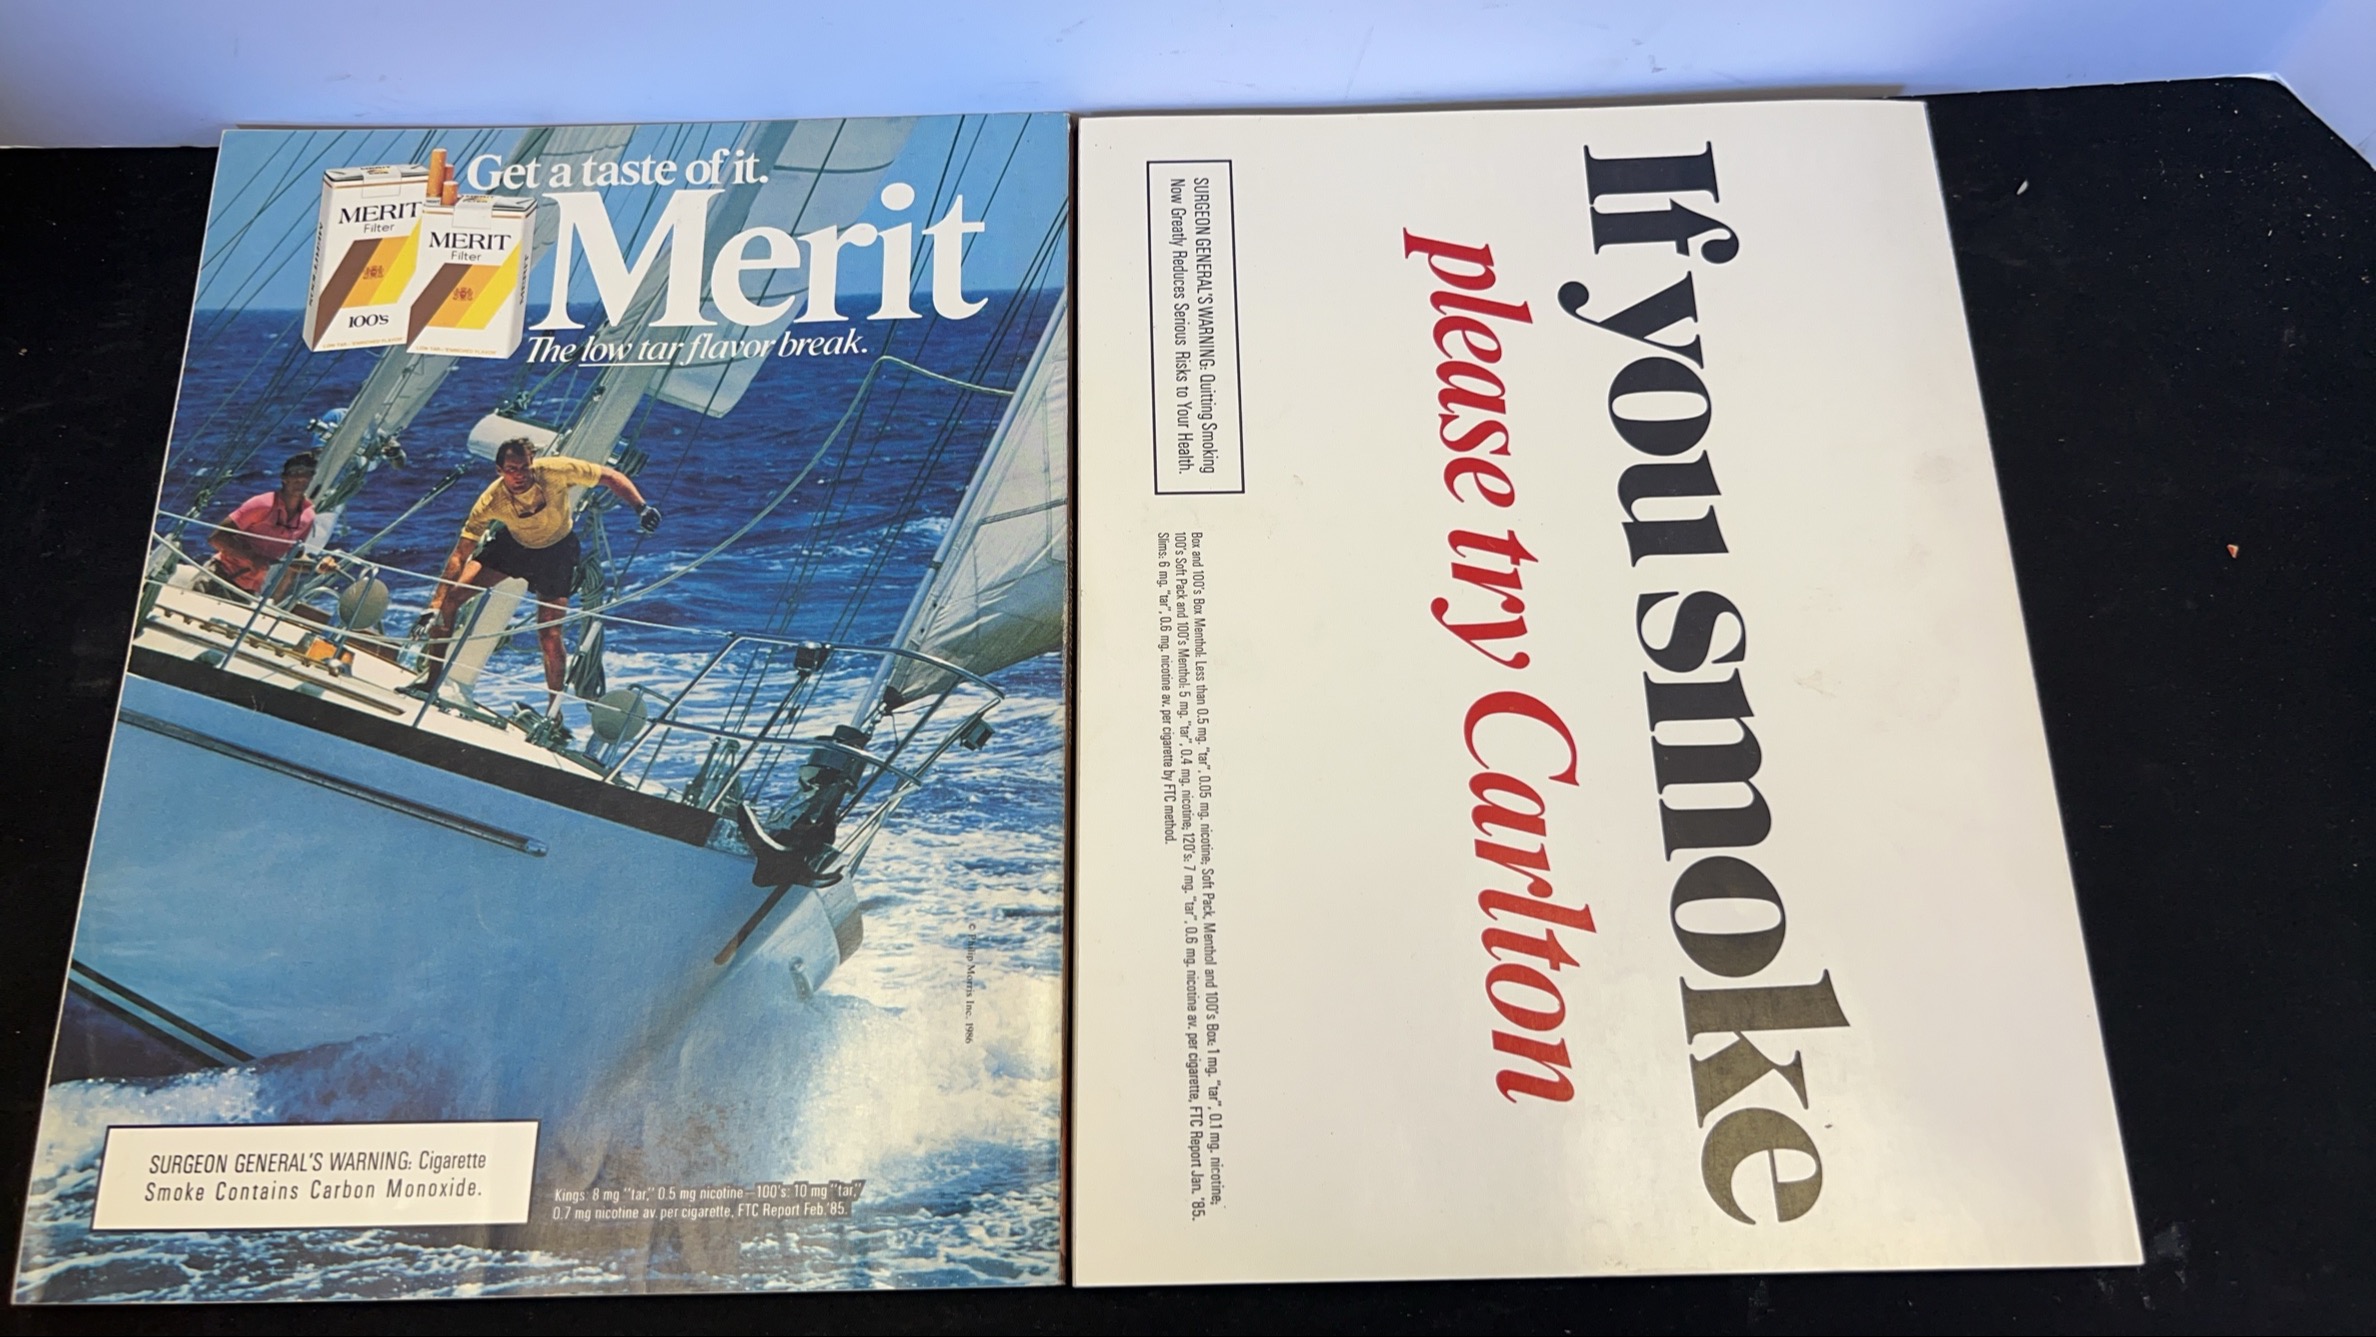 Get a taste of it.
Merit
The low tar flavor break.
MERIT
Filter
100's
MERIT
Filter
© Philip Morris Inc. 1986
SURGEON GENERAL'S WARNING: Cigarette
Smoke Contains Carbon Monoxide.
Kings: 8 mg "tar," 0.5 mg nicotine—100's: 10 mg "tar,"
0.7 mg nicotine av. per cigarette, FTC Report Feb.'85.
If you smoke
please try Carlton
SURGEON GENERAL'S WARNING: Quitting Smoking
Now Greatly Reduces Serious Risks to Your Health.
Box and 100's Box Menthol: Less than 0.5 mg. "tar", 0.05 mg. nicotine; Soft Pack, Menthol and 100's Box: 1 mg. "tar", 0.1 mg. nicotine;
100's Soft Pack and 100's Menthol: 5 mg. "tar", 0.4 mg. nicotine; 120's: 7 mg. "tar", 0.6 mg. nicotine av. per cigarette, FTC Report Jan. '85.
Slims: 6 mg. "tar", 0.6 mg. nicotine av. per cigarette by FTC method.